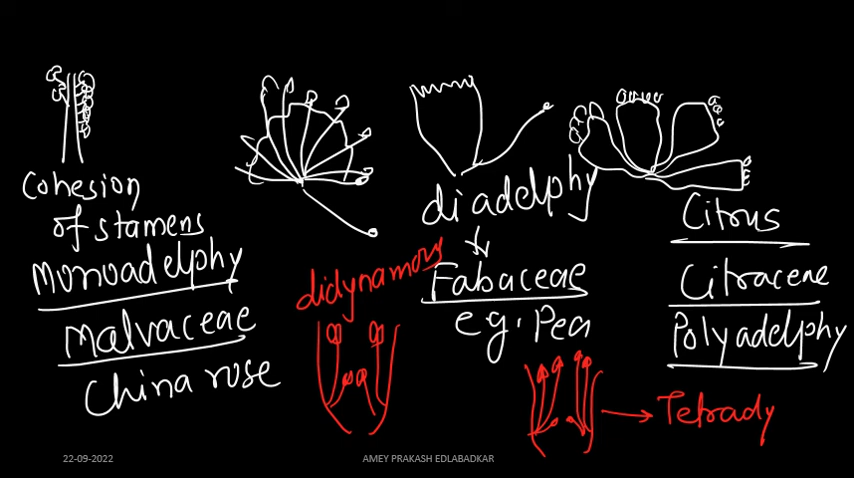 Cohesion
of stamens
Monoadelphy
Malvaceae
China rose
didynamous
diadelphy
Fabaceae
eg. Pea
Citrus
Citracene
Polyadelphy
Tetrady
22-09-2022
AMEY PRAKASH EDLABADKAR